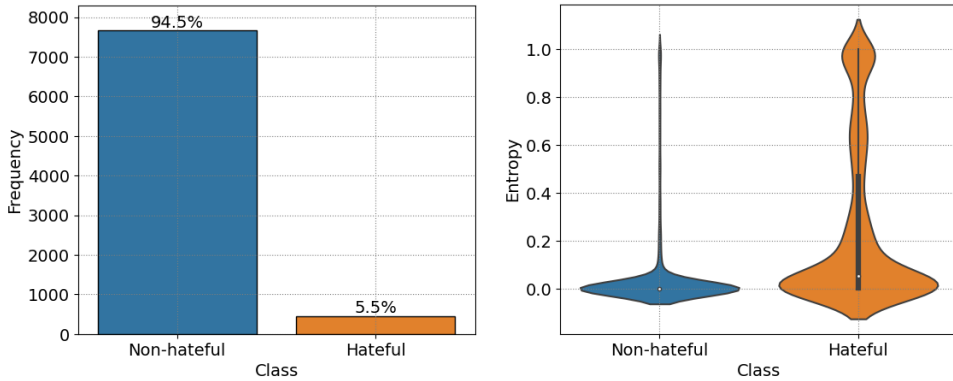 8000
7000
6000
5000
4000
3000
2000
1000
0
Frequency
94.5%
5.5%
Non-hateful
Hateful
Class
1.0
0.8
0.6
0.4
0.2
0.0
Entropy
Non-hateful
Hateful
Class